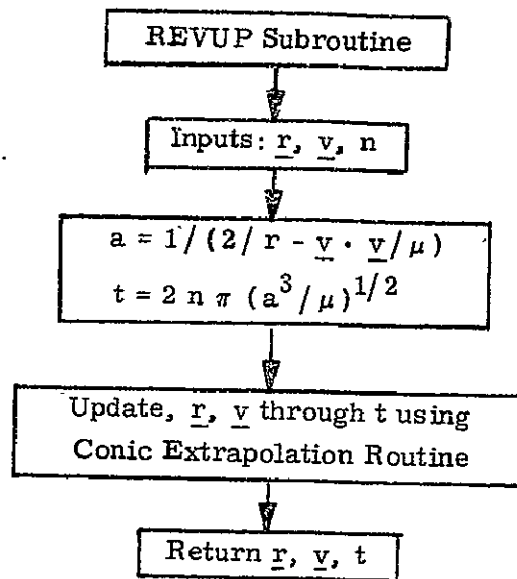 REVUP Subroutine
Inputs: r, v, n
a = 1/(2/r - v · v/μ)
t = 2 n π (a³/μ)^1/2
Update, r, v through t using
Conic Extrapolation Routine
Return r, v, t